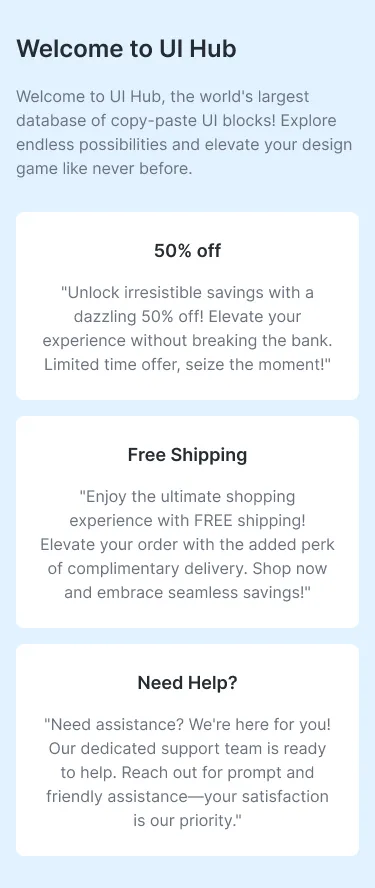 Welcome to UI Hub
Welcome to UI Hub, the world's largest
database of copy-paste UI blocks! Explore
endless possibilities and elevate your design
game like never before.
50% off
"Unlock irresistible savings with a
dazzling 50% off! Elevate your
experience without breaking the bank.
Limited time offer, seize the moment!"
Free Shipping
"Enjoy the ultimate shopping
experience with FREE shipping!
Elevate your order with the added perk
of complimentary delivery. Shop now
and embrace seamless savings!"
Need Help?
"Need assistance? We're here for you!
Our dedicated support team is ready
to help. Reach out for prompt and
friendly assistance—your satisfaction
is our priority."